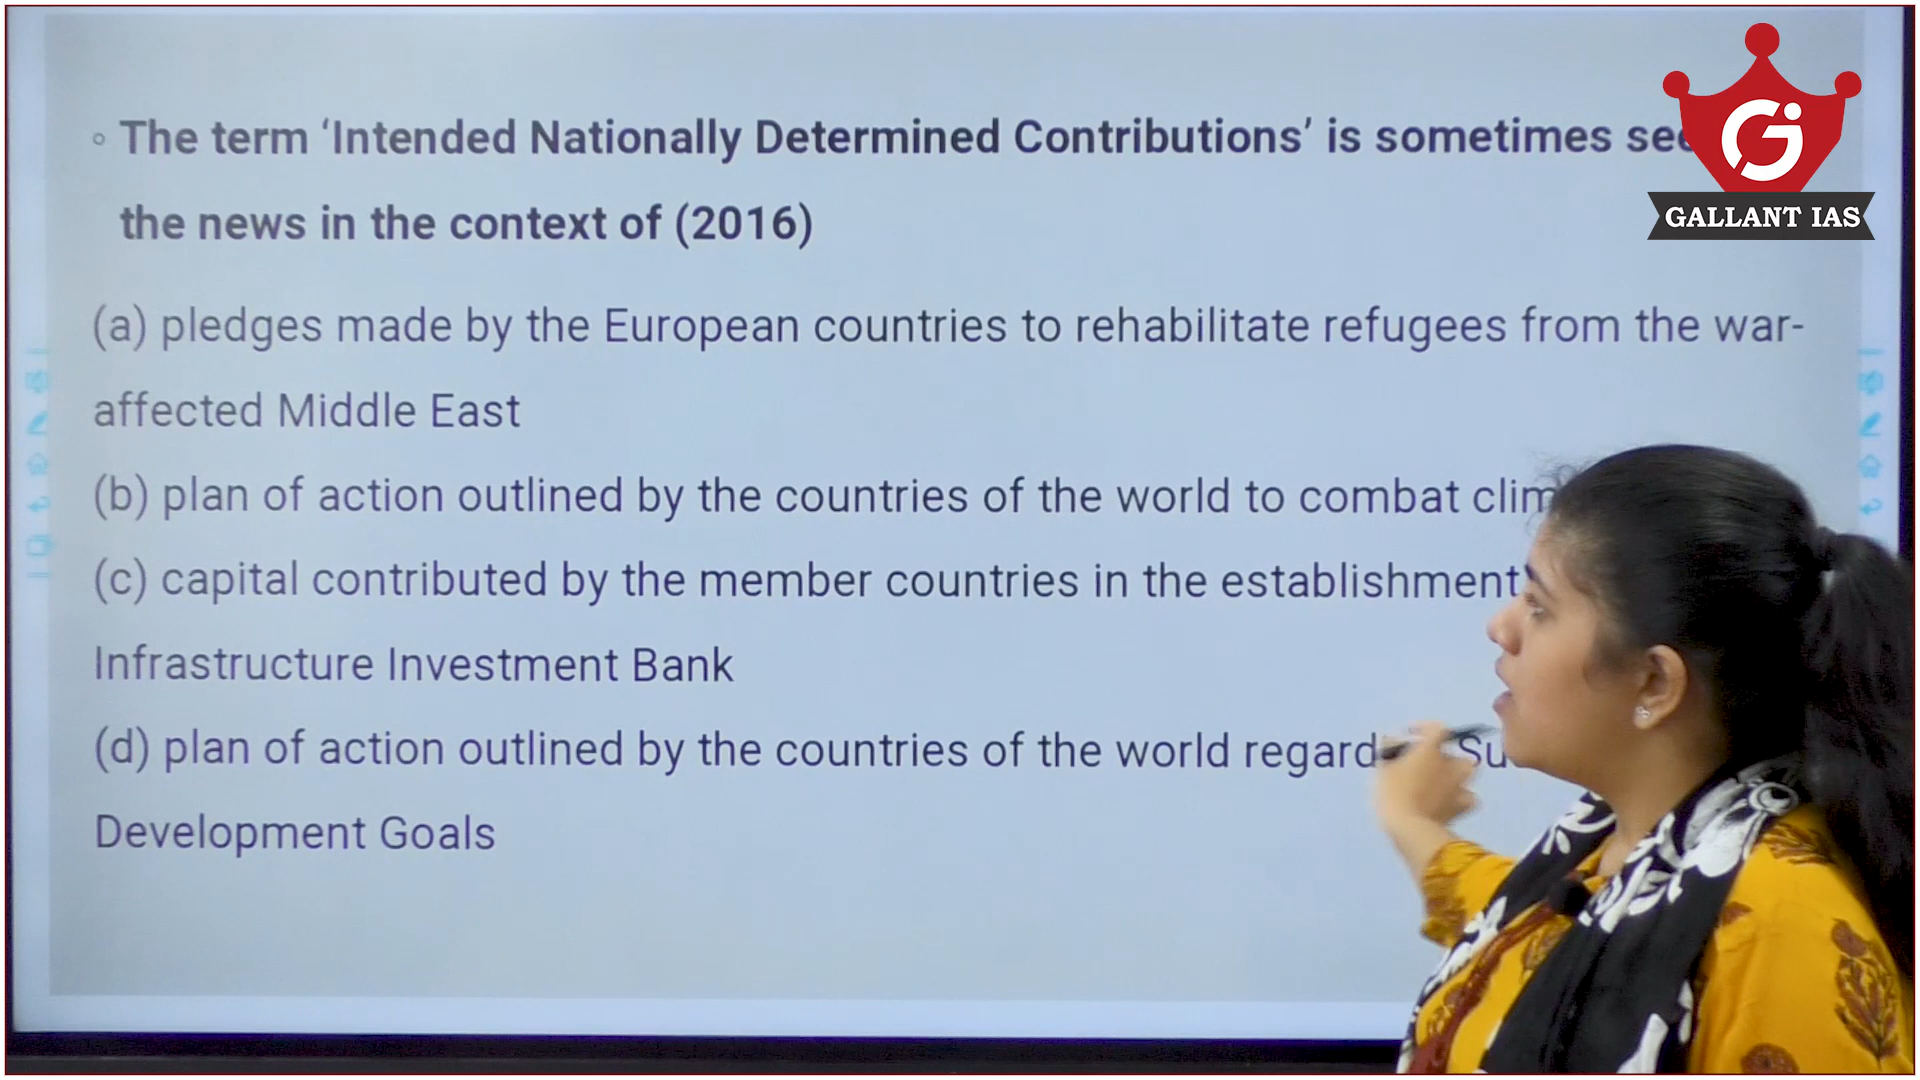 ◦ The term ‘Intended Nationally Determined Contributions’ is sometimes
the news in the context of (2016)
(a) pledges made by the European countries to rehabilitate refugees from the war-
affected Middle East
(b) plan of action outlined by the countries of the world to combat
(c) capital contributed by the member countries in the establishment
Infrastructure Investment Bank
(d) plan of action outlined by the countries of the world
Development Goals
GALLANT IAS